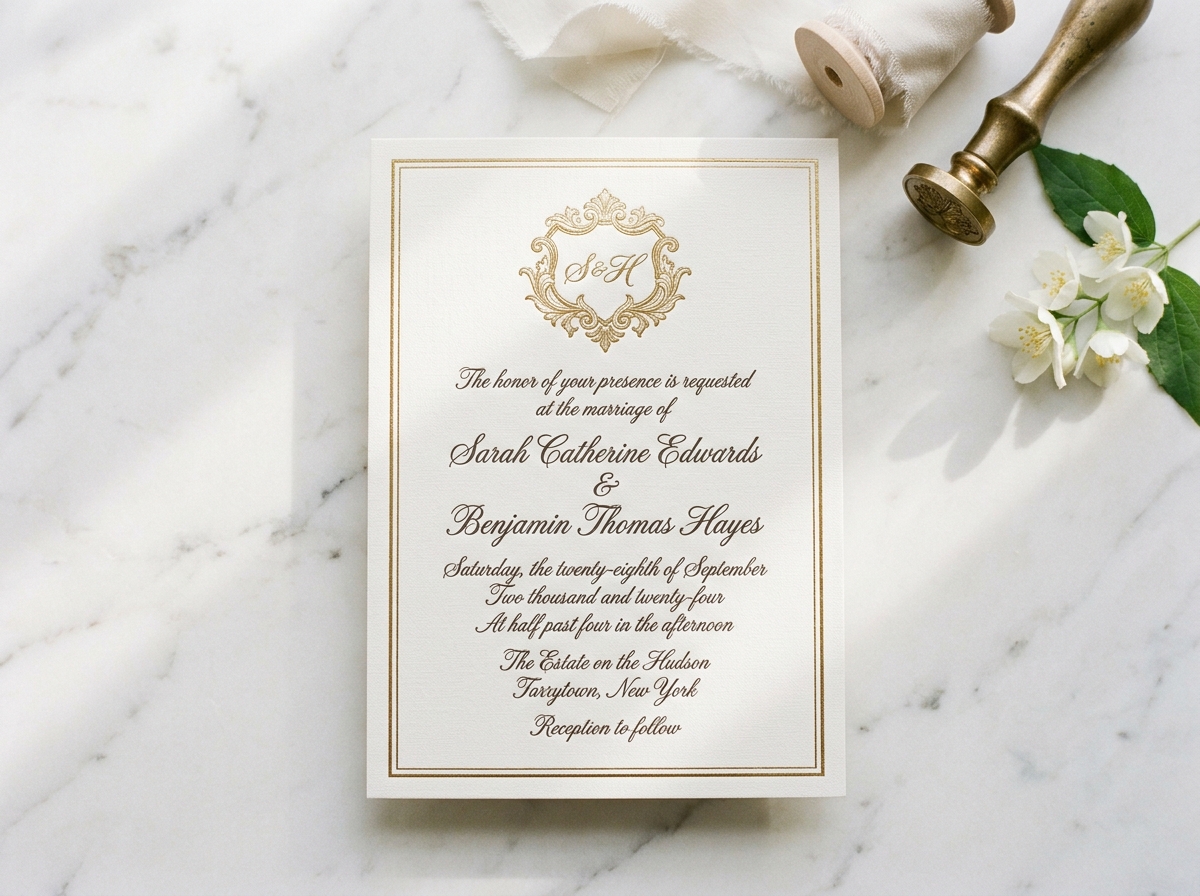 S&H
The honor of your presence is requested
at the marriage of
Sarah Catherine Edwards
&
Benjamin Thomas Hayes
Saturday, the twenty-eighth of September
Two thousand and twenty-four
At half past four in the afternoon
The Estate on the Hudson
Tarrytown, New York
Reception to follow